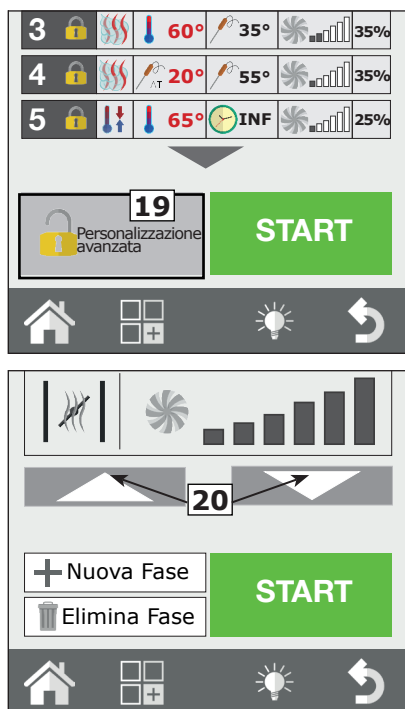 3 60° 35° 35%
4 ΔT 20° 55° 35%
5 65° INF 25%
19
Personalizzazione
avanzata
START
20
Nuova Fase
Elimina Fase
START